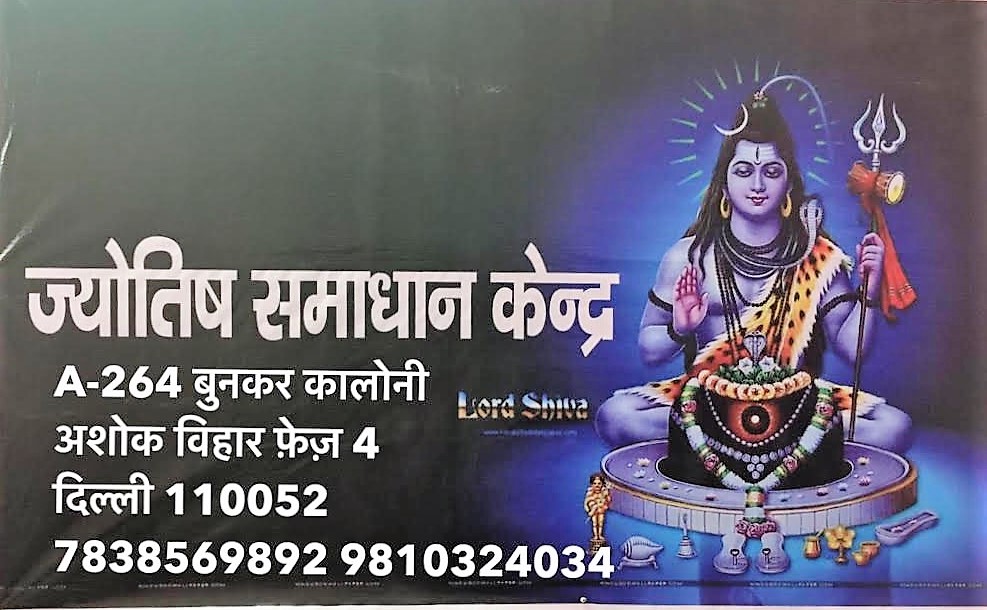 ज्योतिष समाधान केन्द्र
A-264 बुनकर कालोनी
Lord Shiva
अशोक विहार फ़ेज़ 4
दिल्ली 110052
7838569892 9810324034